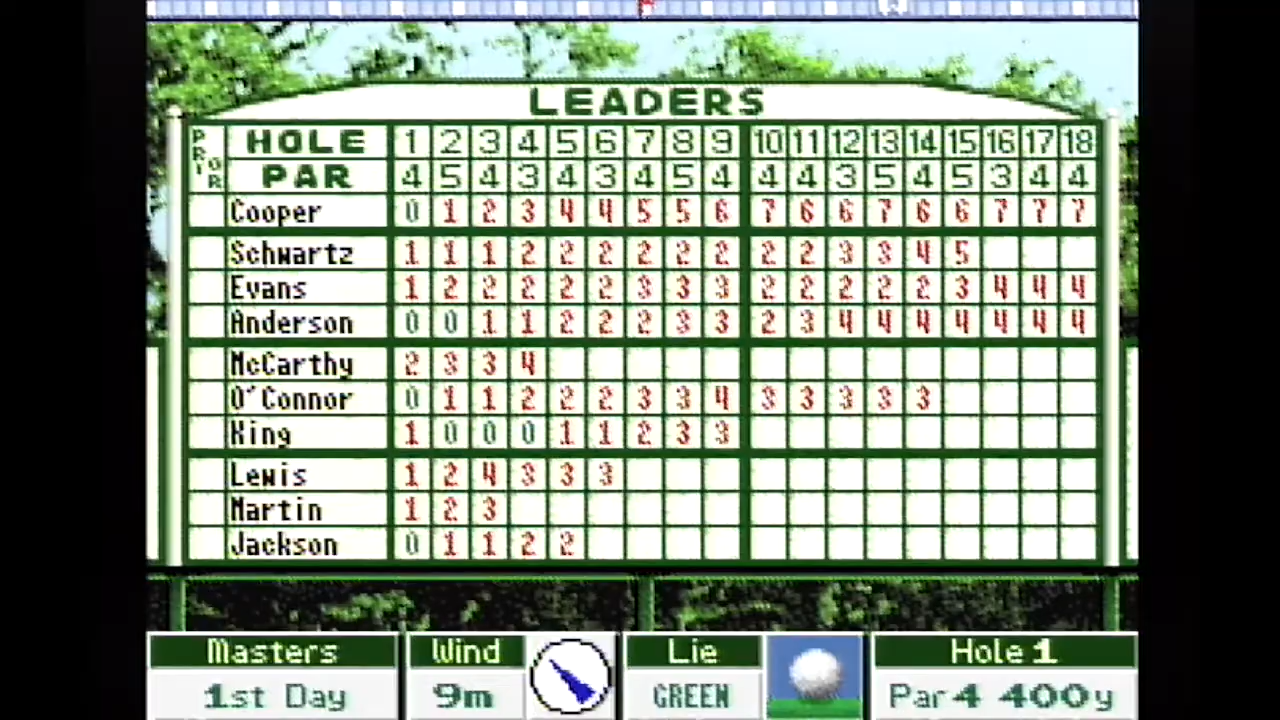 LEADERS
PRIOR HOLE 1 2 3 4 5 6 7 8 9 10 11 12 13 14 15 16 17 18
PAR 4 5 4 3 4 3 4 5 4 4 4 3 5 4 5 3 4 4
Cooper 0 1 2 3 4 4 5 5 6 7 6 6 7 6 6 7 7 7
Schwartz 1 1 1 2 2 2 2 2 2 2 2 3 3 4 5
Evans 1 2 2 2 2 2 3 3 3 2 2 2 2 2 3 4 4 4
Anderson 0 0 1 1 2 2 2 3 3 2 3 4 4 4 4 4 4 4
McCarthy 2 3 3 4
O'Connor 0 1 1 2 2 2 3 3 4 3 3 3 3 3
King 1 0 0 0 1 1 2 3 3
Lewis 1 2 4 3 3 3
Martin 1 2 3
Jackson 0 1 1 2 2
Masters Wind Lie Hole 1
1st Day 9m GREEN Par 4 400y